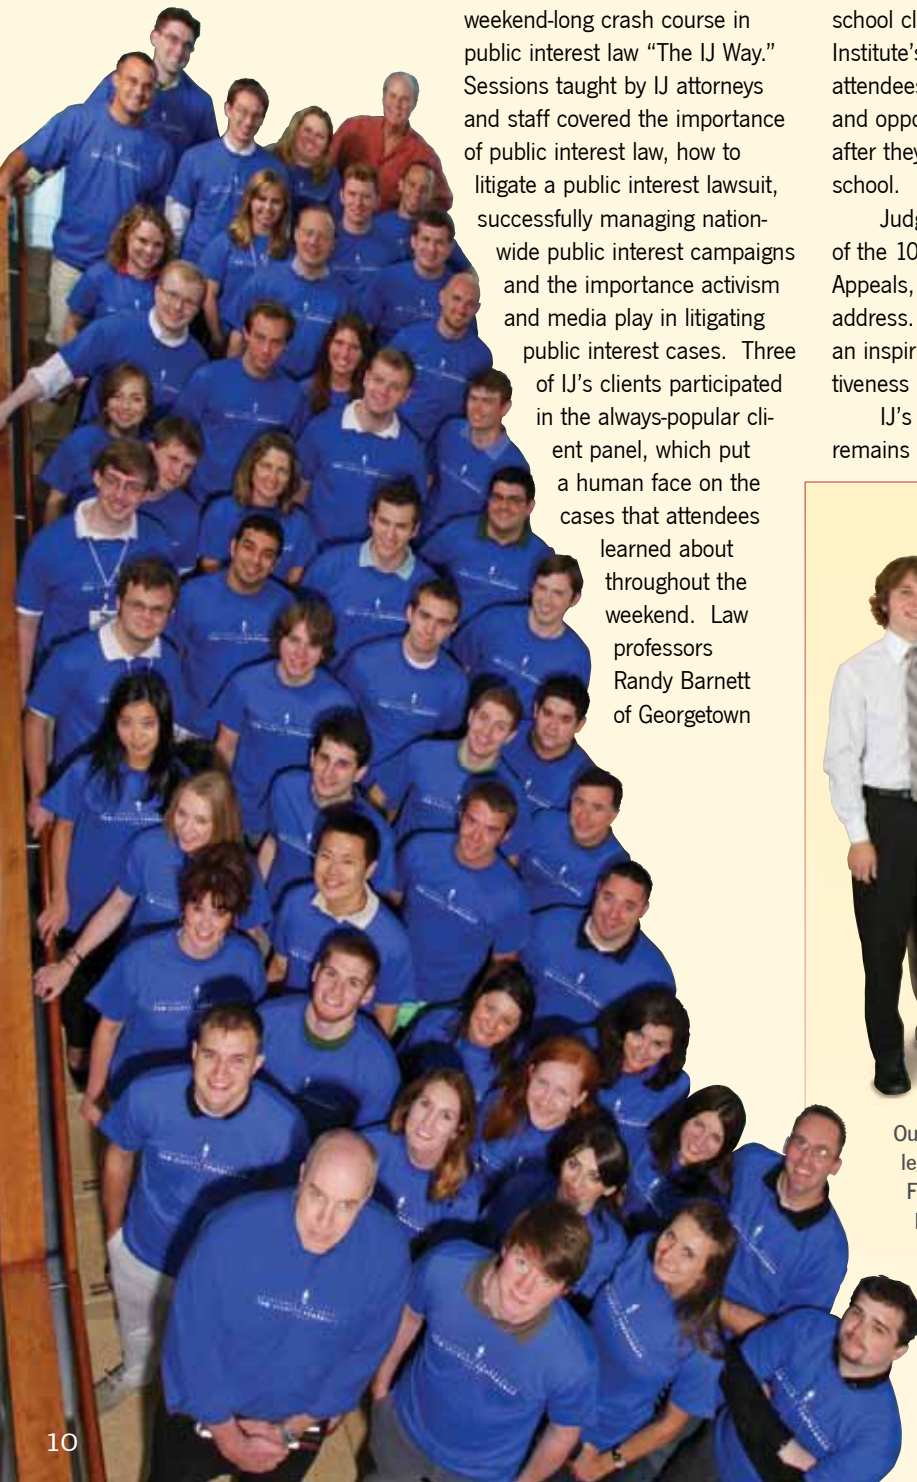 weekend-long crash course in
public interest law “The IJ Way.”
Sessions taught by IJ attorneys
and staff covered the importance
of public interest law, how to
litigate a public interest lawsuit,
successfully managing nation-
wide public interest campaigns
and the importance activism
and media play in litigating
public interest cases.  Three
of IJ’s clients participated
in the always-popular cli-
ent panel, which put
a human face on the
cases that attendees
learned about
throughout the
weekend.  Law
professors
Randy Barnett
of Georgetown
school
Institute’s
attendees
and
after they
school.
of the
Appeals,
address.
an
tiveness
IJ’s
remains
10